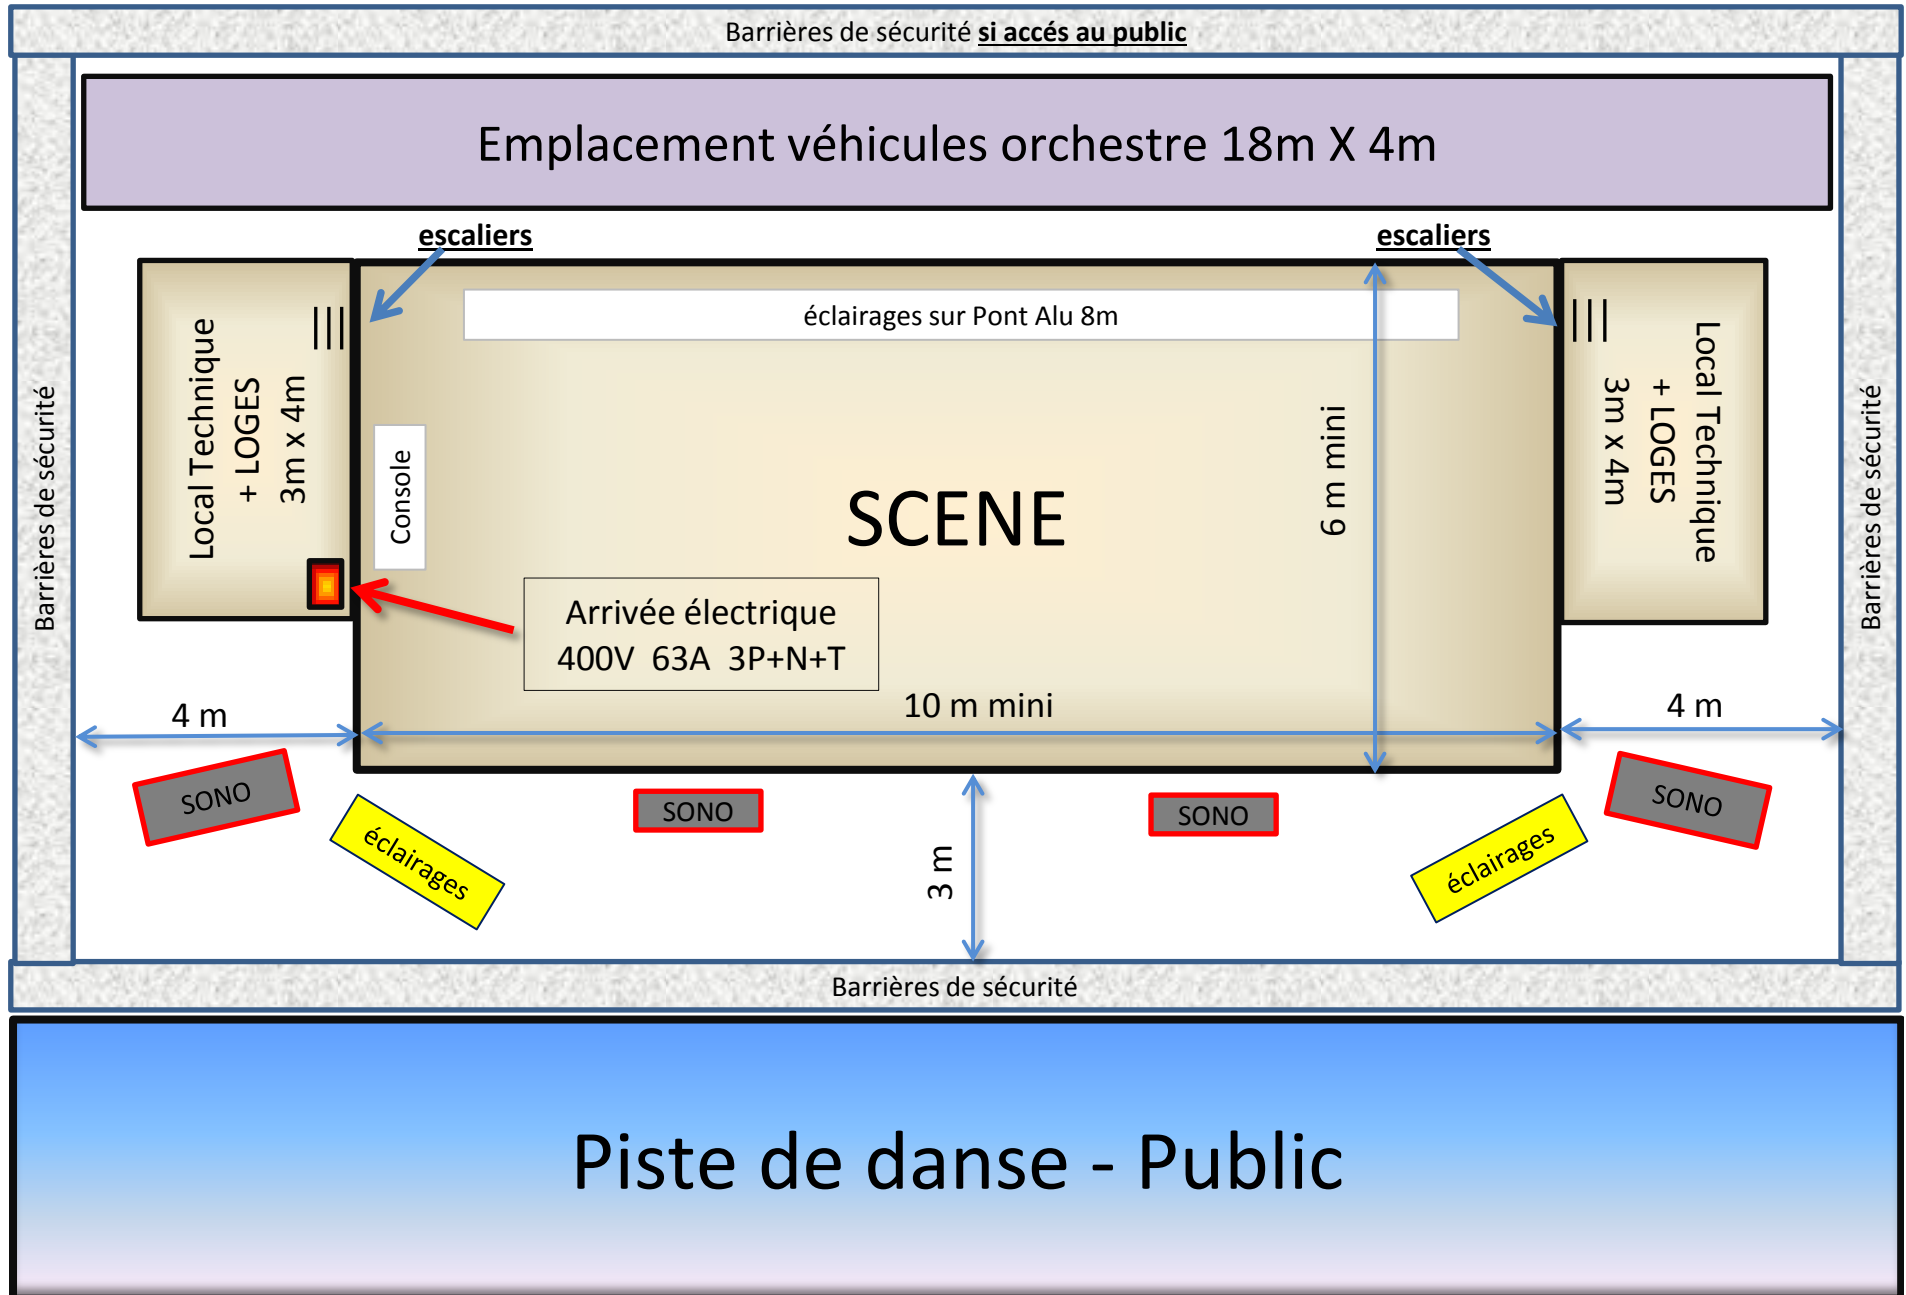 Barrières de sécurité si accés au public
Emplacement véhicules orchestre 18m X 4m
escaliers
escaliers
éclairages sur Pont Alu 8m
Barrières de sécurité
Local Technique
+ LOGES
3m x 4m
Console
SCENE
6 m mini
Local Technique
+ LOGES
3m x 4m
Barrières de sécurité
Arrivée électrique
400V 63A 3P+N+T
4 m
10 m mini
4 m
SONO
SONO
SONO
SONO
éclairages
3 m
éclairages
Barrières de sécurité
Piste de danse - Public